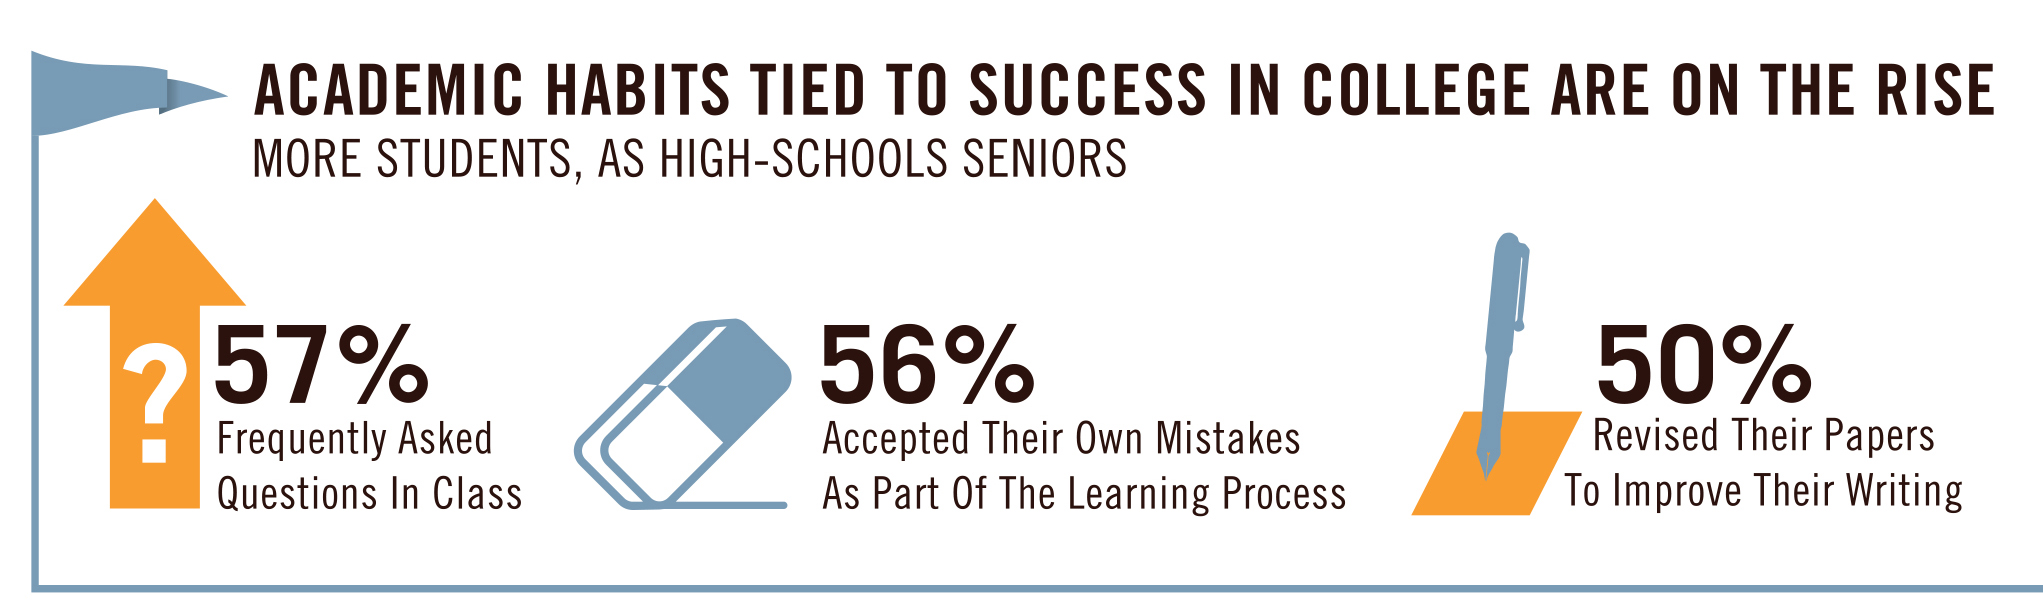 ACADEMIC HABITS TIED TO SUCCESS IN COLLEGE ARE ON THE RISE
MORE STUDENTS, AS HIGH-SCHOOLS SENIORS
?
57%
Frequently Asked
Questions In Class
56%
Accepted Their Own Mistakes
As Part Of The Learning Process
50%
Revised Their Papers
To Improve Their Writing